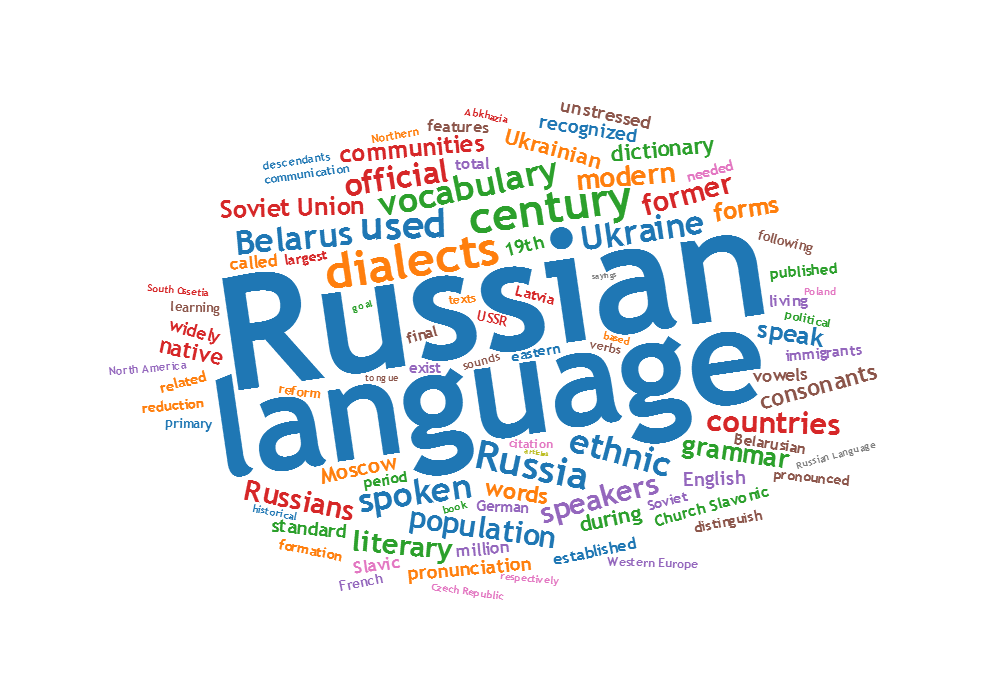 Abkhazia
unstressed
Northern
features
recognized
communities
Ukrainian
dictionary
descendants
communication
official
total
vocabulary
modern
needed
Soviet Union
century
former
forms
Belarus
used
dialects
19th
Ukraine
following
called
largest
Russian
sayings
published
South Ossetia
learning
goal
texts
Latvia
living
Poland
USSR
political
widely
final
based
speak
native
sounds
eastern
verbs
immigrants
North America
tongue
exist
language
vowels
related
reform
consonants
reduction
primary
countries
citation
articles
ethnic
Belarusian
grammar
Russian Language
Moscow
Russia
period
English
pronounced
Russians
spoken
words
speakers
Soviet
Church Slavonic
historical
book
German
during
distinguish
standard
population
literary
million
established
formation
Slavic
pronunciation
Western Europe
French
respectively
Czech Republic